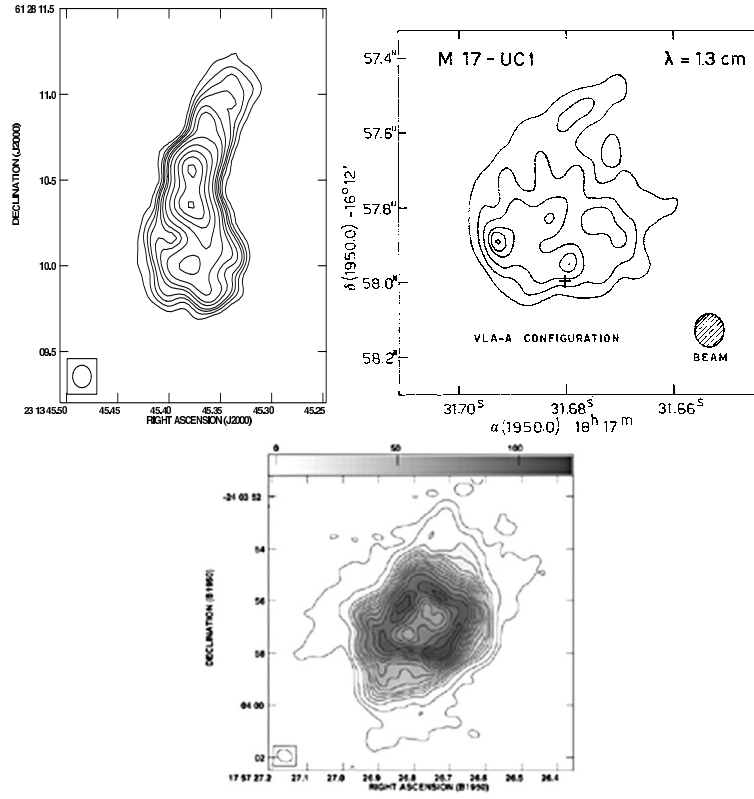 61 28 11.5
11.0
10.5
10.0
09.5
DECLINATION (J2000)
23 13 45.50 45.45 45.40 45.35 45.30 45.25
RIGHT ASCENSION (J2000)
M 17 - UC1 λ = 1.3 cm
57.4"
57.6"
57.8"
58.0"
58.2"
δ (1950.0) -16° 12'
VLA-A CONFIGURATION
BEAM
31.70ˢ 31.68ˢ 31.66ˢ
α (1950.0) 18ʰ 17ᵐ
0 50 100
-24 03 52
54
56
58
04 00
02
DECLINATION (B1950)
17 57 27.2 27.1 27.0 26.9 26.8 26.7 26.6 26.5 26.4
RIGHT ASCENSION (B1950)